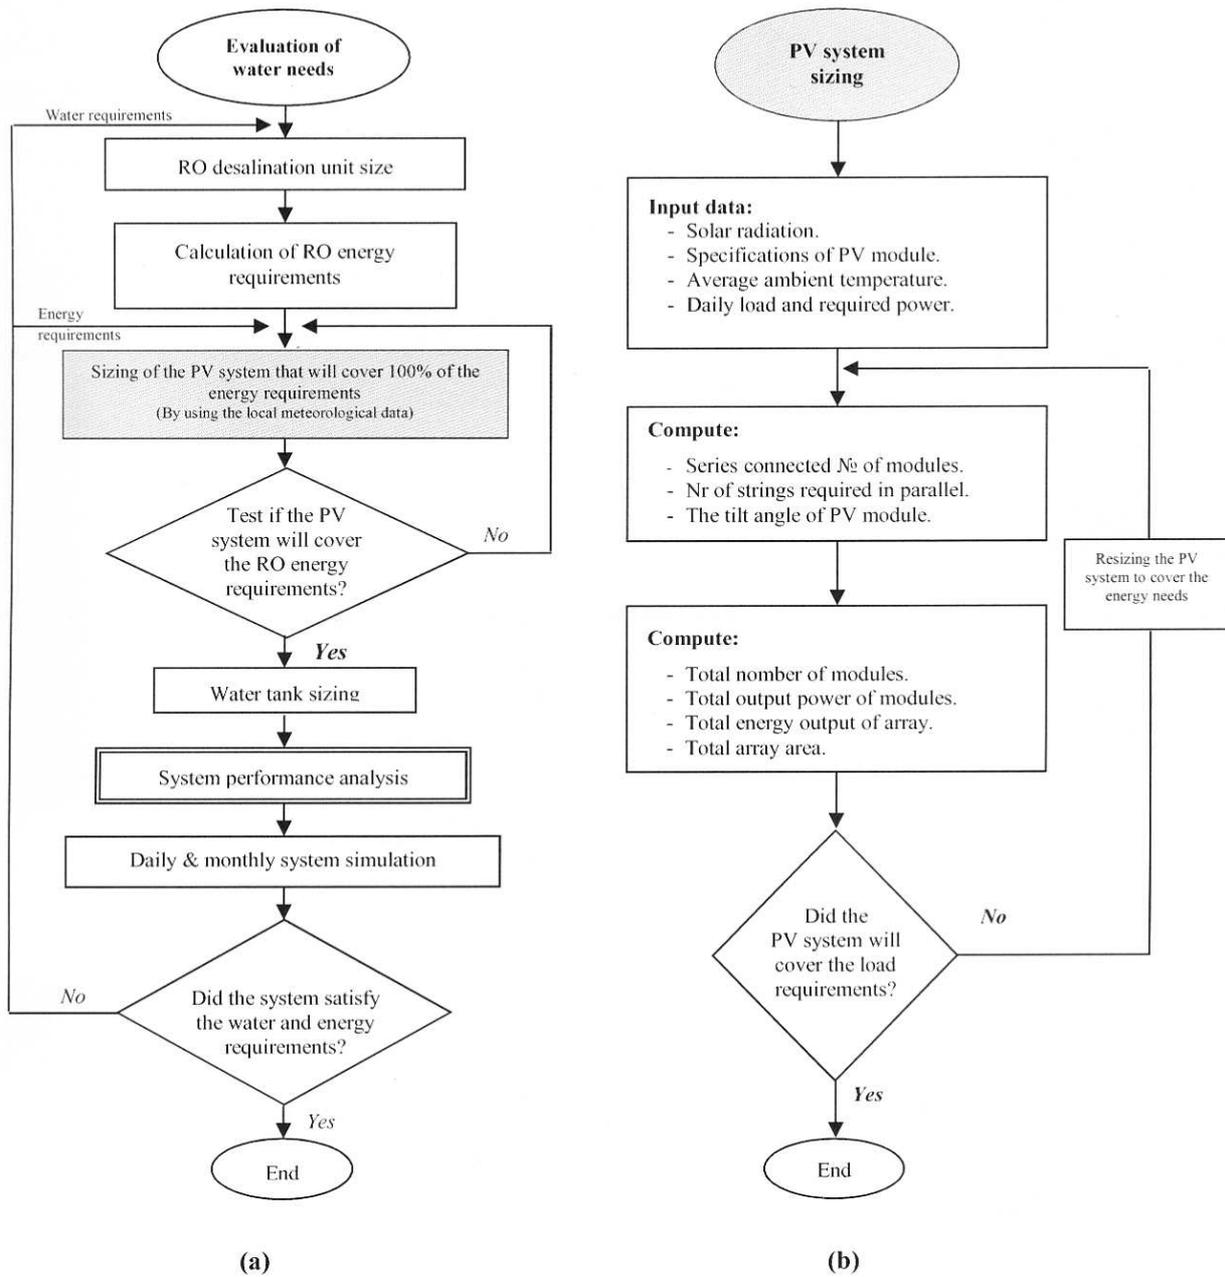 Evaluation of
water needs
Water requirements
RO desalination unit size
Calculation of RO energy
requirements
Energy
requirements
Sizing of the PV system that will cover 100% of the
energy requirements
(By using the local meteorological data)
Test if the PV
system will cover
the RO energy
requirements?
No
Yes
Water tank sizing
System performance analysis
Daily & monthly system simulation
Did the system satisfy
the water and energy
requirements?
No
Yes
End
(a)
PV system
sizing
Input data:
- Solar radiation.
- Specifications of PV module.
- Average ambient temperature.
- Daily load and required power.
Compute:
- Series connected № of modules.
- Nr of strings required in parallel.
- The tilt angle of PV module.
Resizing the PV
system to cover the
energy needs
Compute:
- Total nomber of modules.
- Total output power of modules.
- Total energy output of array.
- Total array area.
Did the
PV system will
cover the load
requirements?
No
Yes
End
(b)